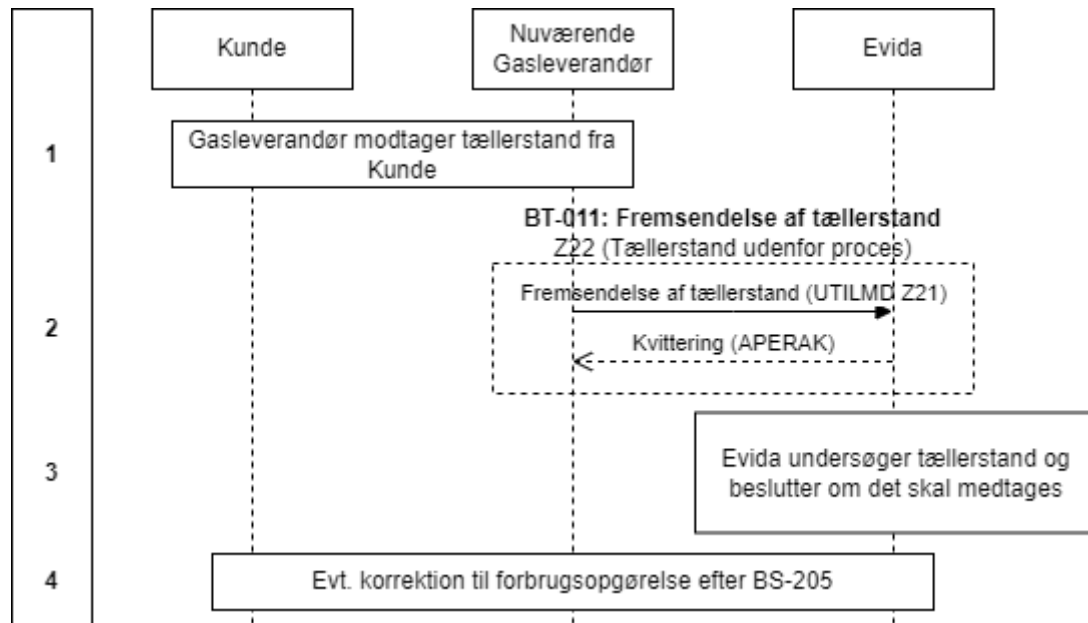 Kunde
Nuværende
Gasleverandør
Evida
1
Gasleverandør modtager tællerstand fra
Kunde
BT-011: Fremsendelse af tællerstand
Z22 (Tællerstand udenfor proces)
2
Fremsendelse af tællerstand (UTILMD Z21)
Kvittering (APERAK)
3
Evida undersøger tællerstand og
beslutter om det skal medtages
4
Evt. korrektion til forbrugsopgørelse efter BS-205